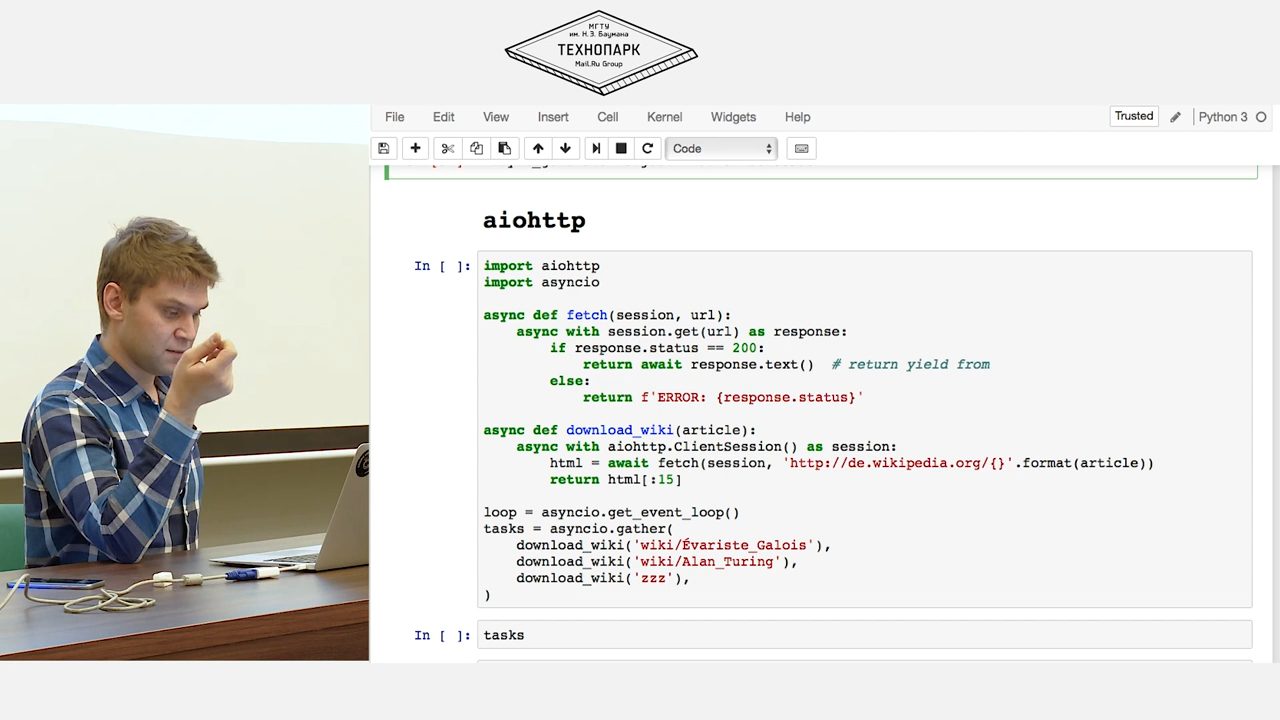 МГТУ
им. Н.Э. Баумана
ТЕХНОПАРК
Mail.Ru Group
File Edit View Insert Cell Kernel Widgets Help
Trusted
Python 3
Code
aiohttp
In [ ]:
import aiohttp
import asyncio
async def fetch(session, url):
async with session.get(url) as response:
if response.status == 200:
return await response.text() # return yield from
else:
return f'ERROR: {response.status}'
async def download_wiki(article):
async with aiohttp.ClientSession() as session:
html = await fetch(session, 'http://de.wikipedia.org/{}'.format(article))
return html[:15]
loop = asyncio.get_event_loop()
tasks = asyncio.gather(
download_wiki('wiki/Évariste_Galois'),
download_wiki('wiki/Alan_Turing'),
download_wiki('zzz'),
)
In [ ]:
tasks